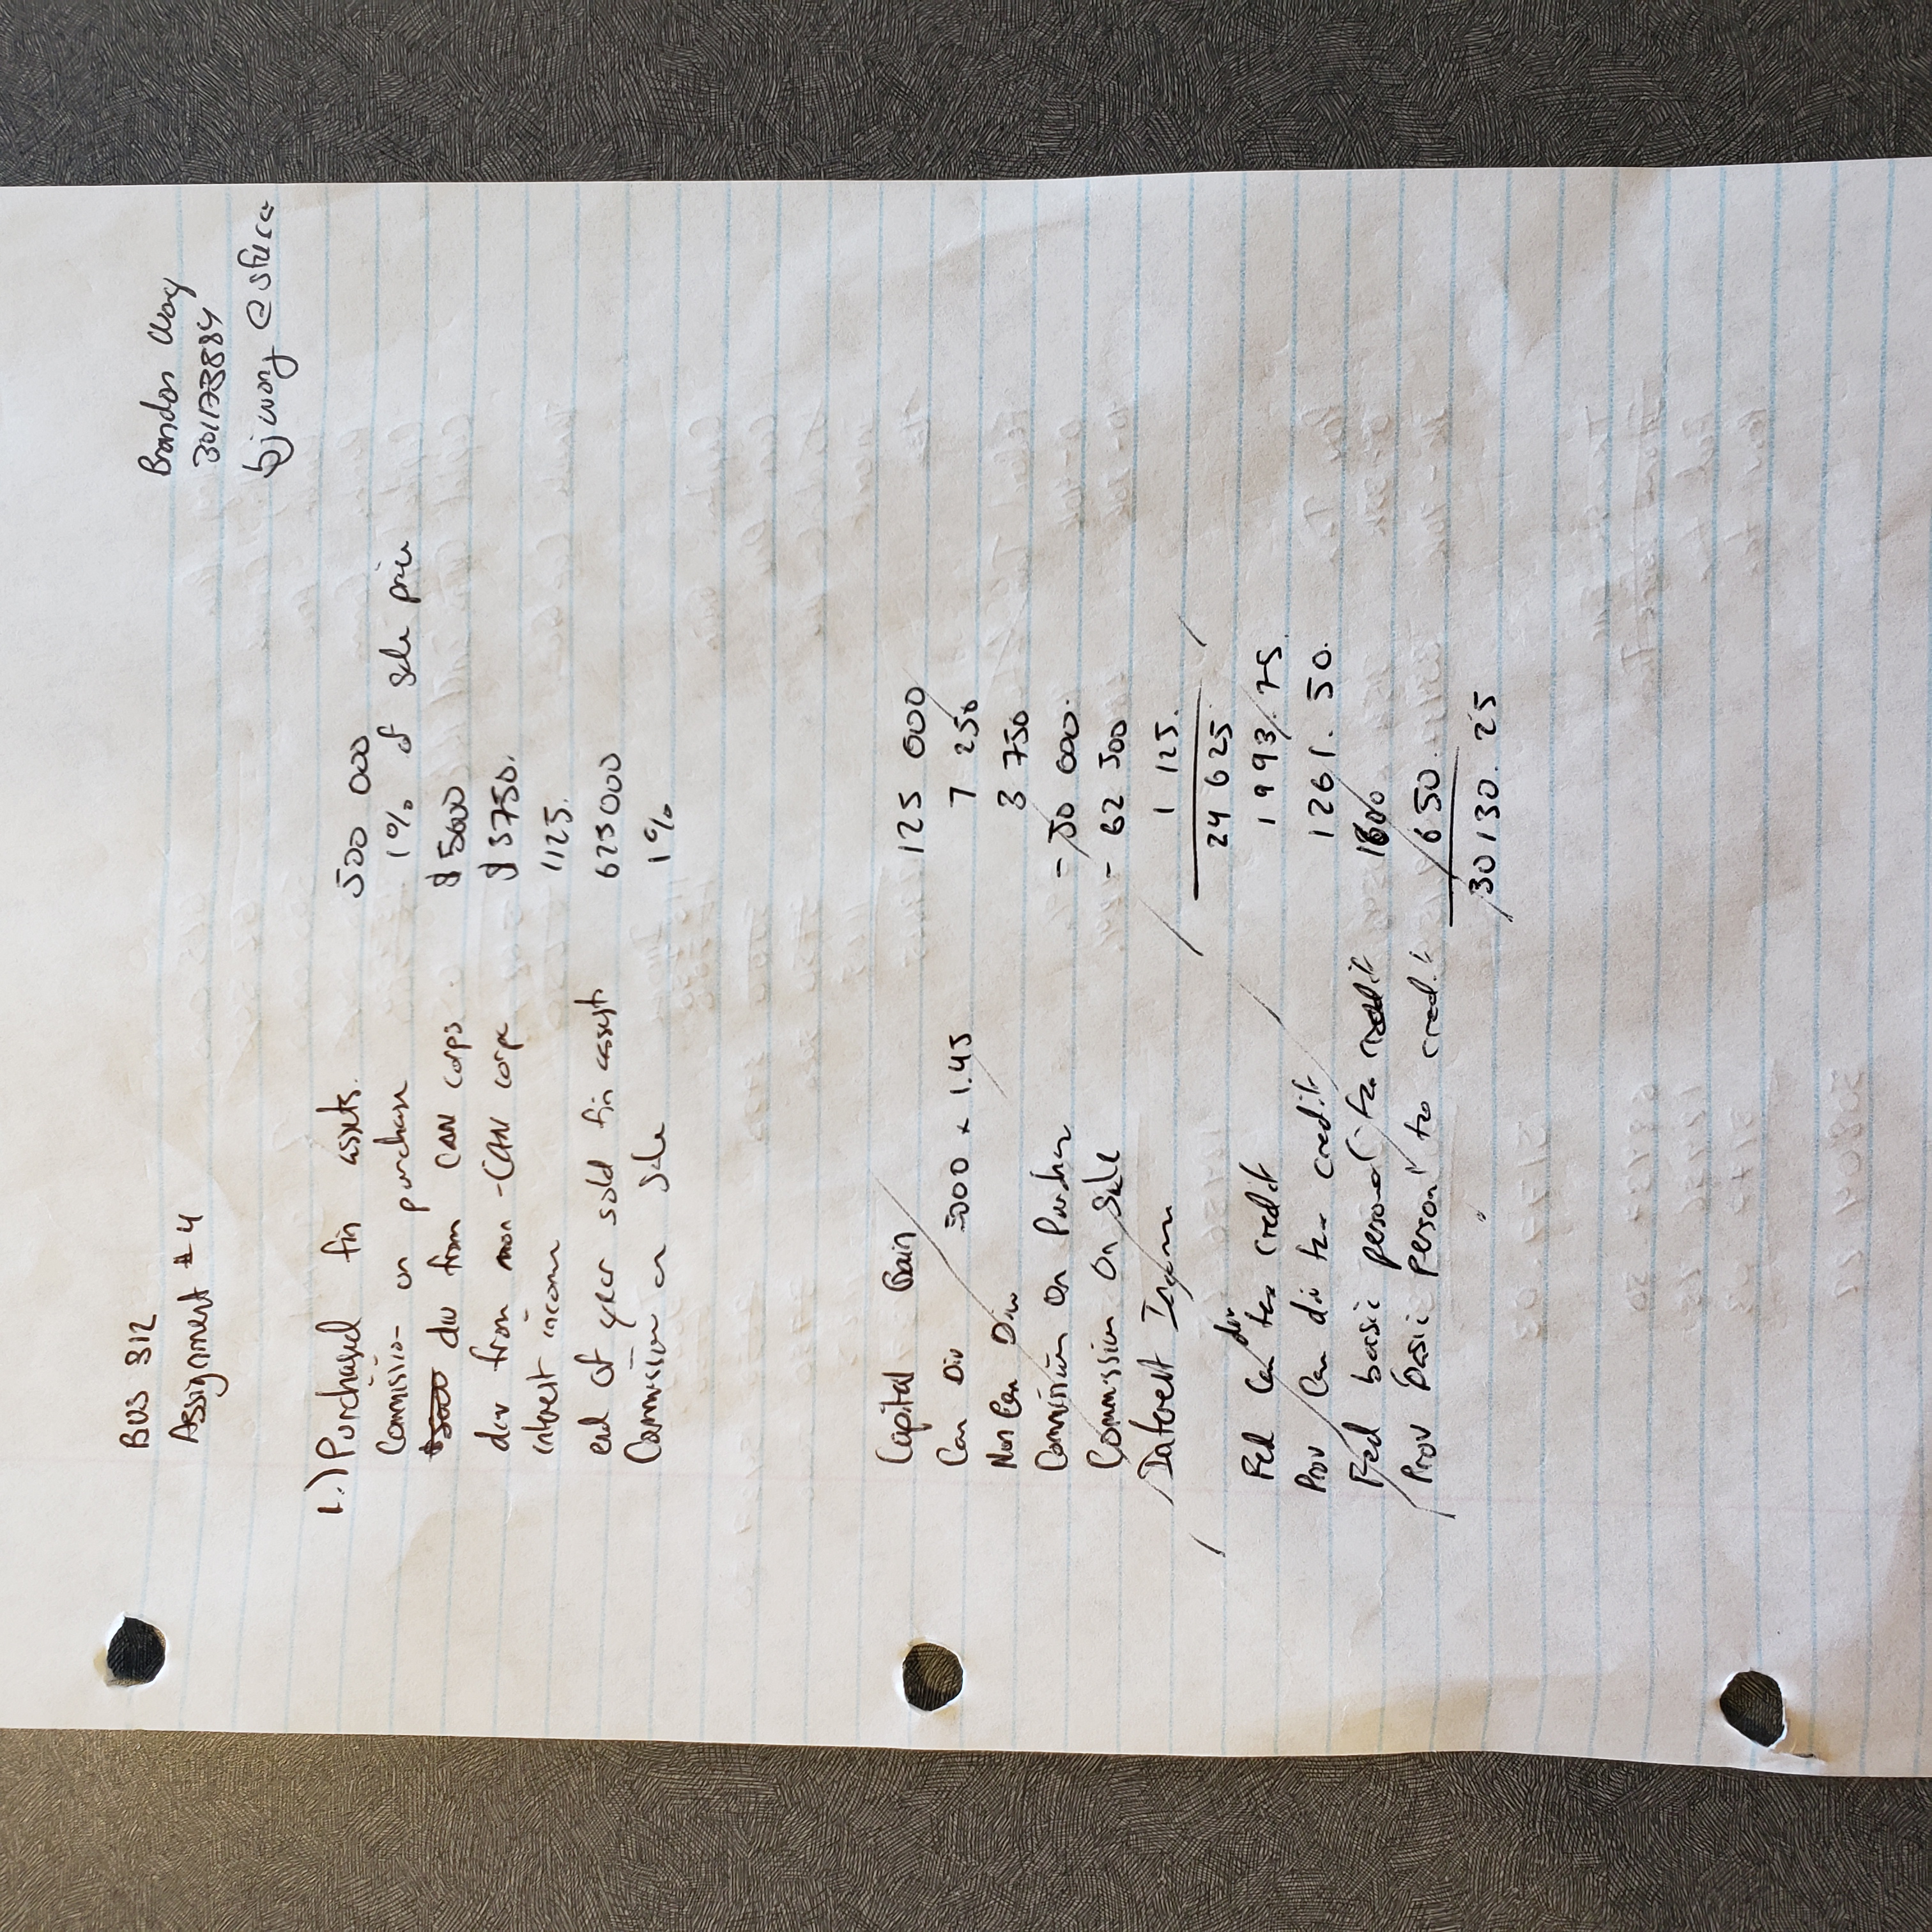 BUS 312
Assignment #4
Brandon Wong
301173884
bjwong @sfu.ca
1.) Purchased fin assets. 500 000
Commission on purchase 1% of sale price
$5000 div from CAN corps $5000
div from non-CAN corps $3750.
interest income 1125.
end of year sold fin assets 625000
Commission on sale 1%
Capital Gain 125 000
Can Div 5000 x 1.45 7 250
Non Can Div 3 750
Commission On Purchase - 50 000.
Commission On Sale - 62 500
Interest Income 1 125.
24 625
Fed Can div tax credit 1993.75
Prov Can div tax credit 1261.50.
Fed basic personal tax credit 1800
Prov basic personal tax credit 650.
30130.25